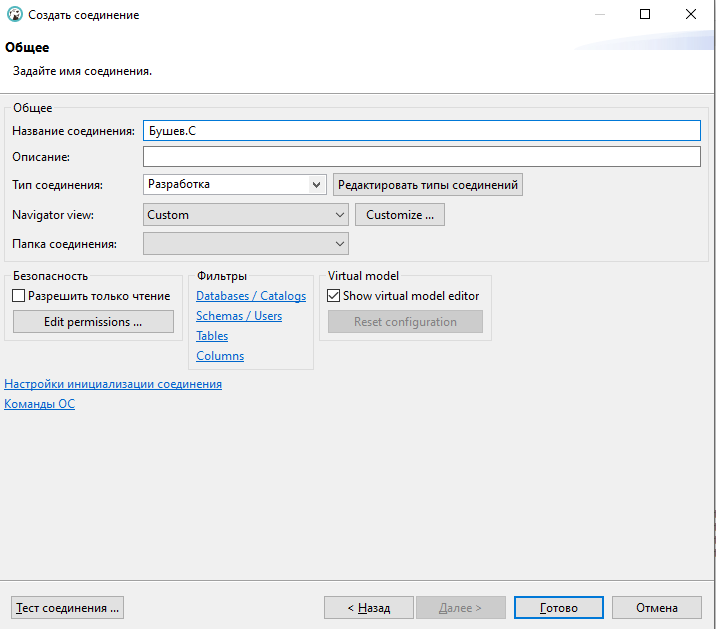 Создать соединение
Общее
Задайте имя соединения.
Общее
Название соединения: Бушев.С
Описание:
Тип соединения: Разработка Редактировать типы соединений
Navigator view: Custom Customize ...
Папка соединения:
Безопасность Фильтры Virtual model
Разрешить только чтение Databases / Catalogs Show virtual model editor
Edit permissions ... Schemas / Users Reset configuration
Tables
Columns
Настройки инициализации соединения
Команды ОС
Тест соединения ... < Назад Далее > Готово Отмена